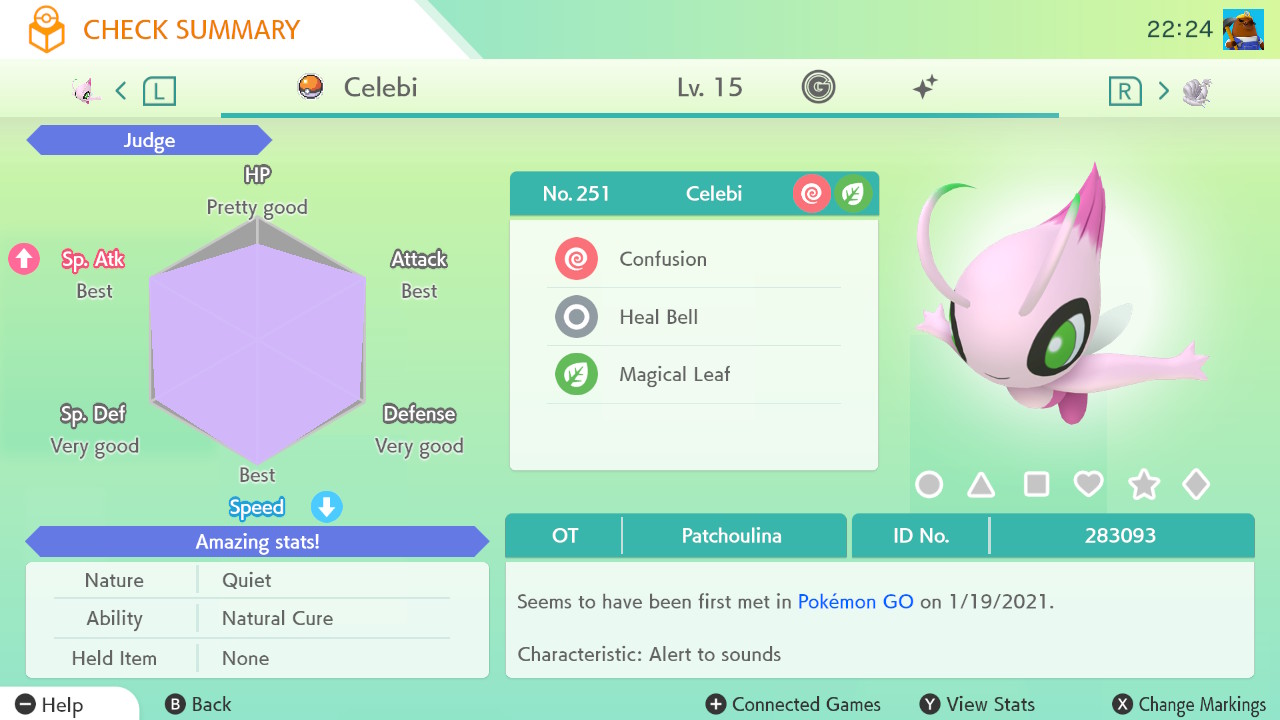 CHECK SUMMARY
22:24
L
Celebi
Lv. 15
G
R
Judge
HP
Pretty good
Sp. Atk
Best
Attack
Best
Sp. Def
Very good
Defense
Very good
Best
Speed
Amazing stats!
Nature Quiet
Ability Natural Cure
Held Item None
No. 251 Celebi
Confusion
Heal Bell
Magical Leaf
OT Patchoulina ID No. 283093
Seems to have been first met in Pokémon GO on 1/19/2021.
Characteristic: Alert to sounds
Help
B Back
Connected Games
Y View Stats
X Change Markings